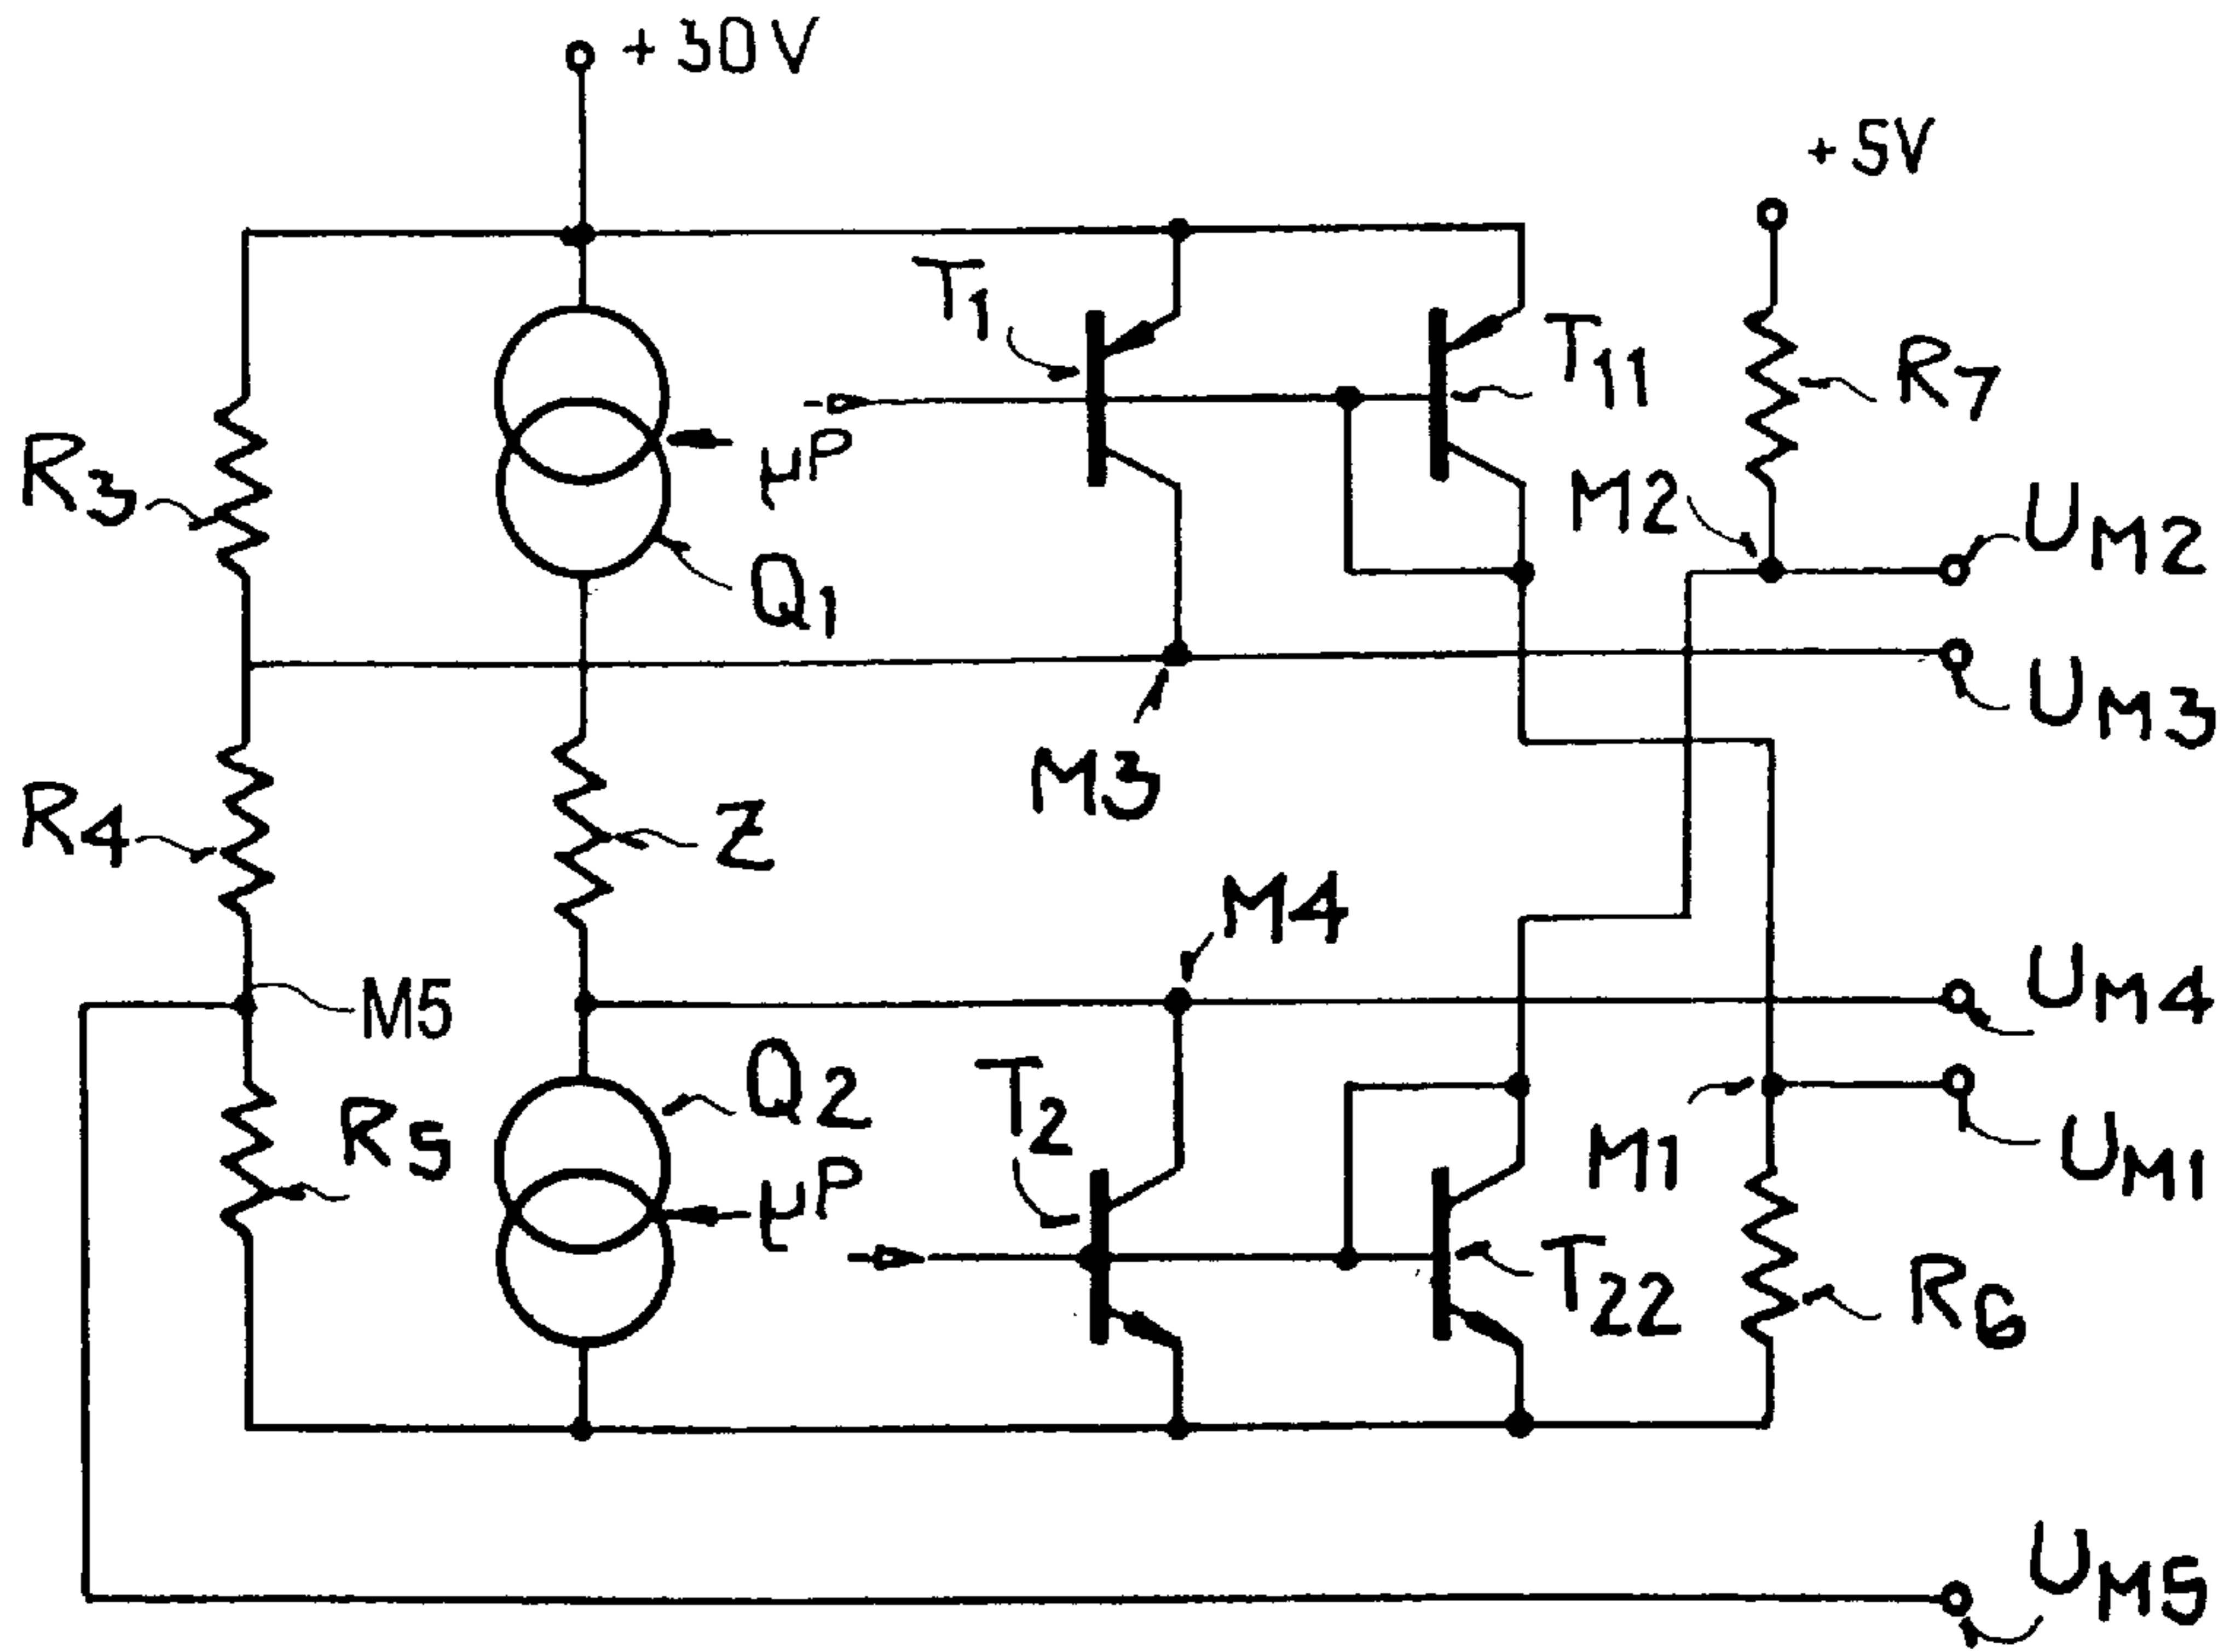 +30V
+5V
T1
T11
R7
R3
µP
M2
UM2
Q1
UM3
M3
R4
Z
M4
UM4
M5
Q2
T2
R5
M1
UM1
µP
T22
R6
UM5